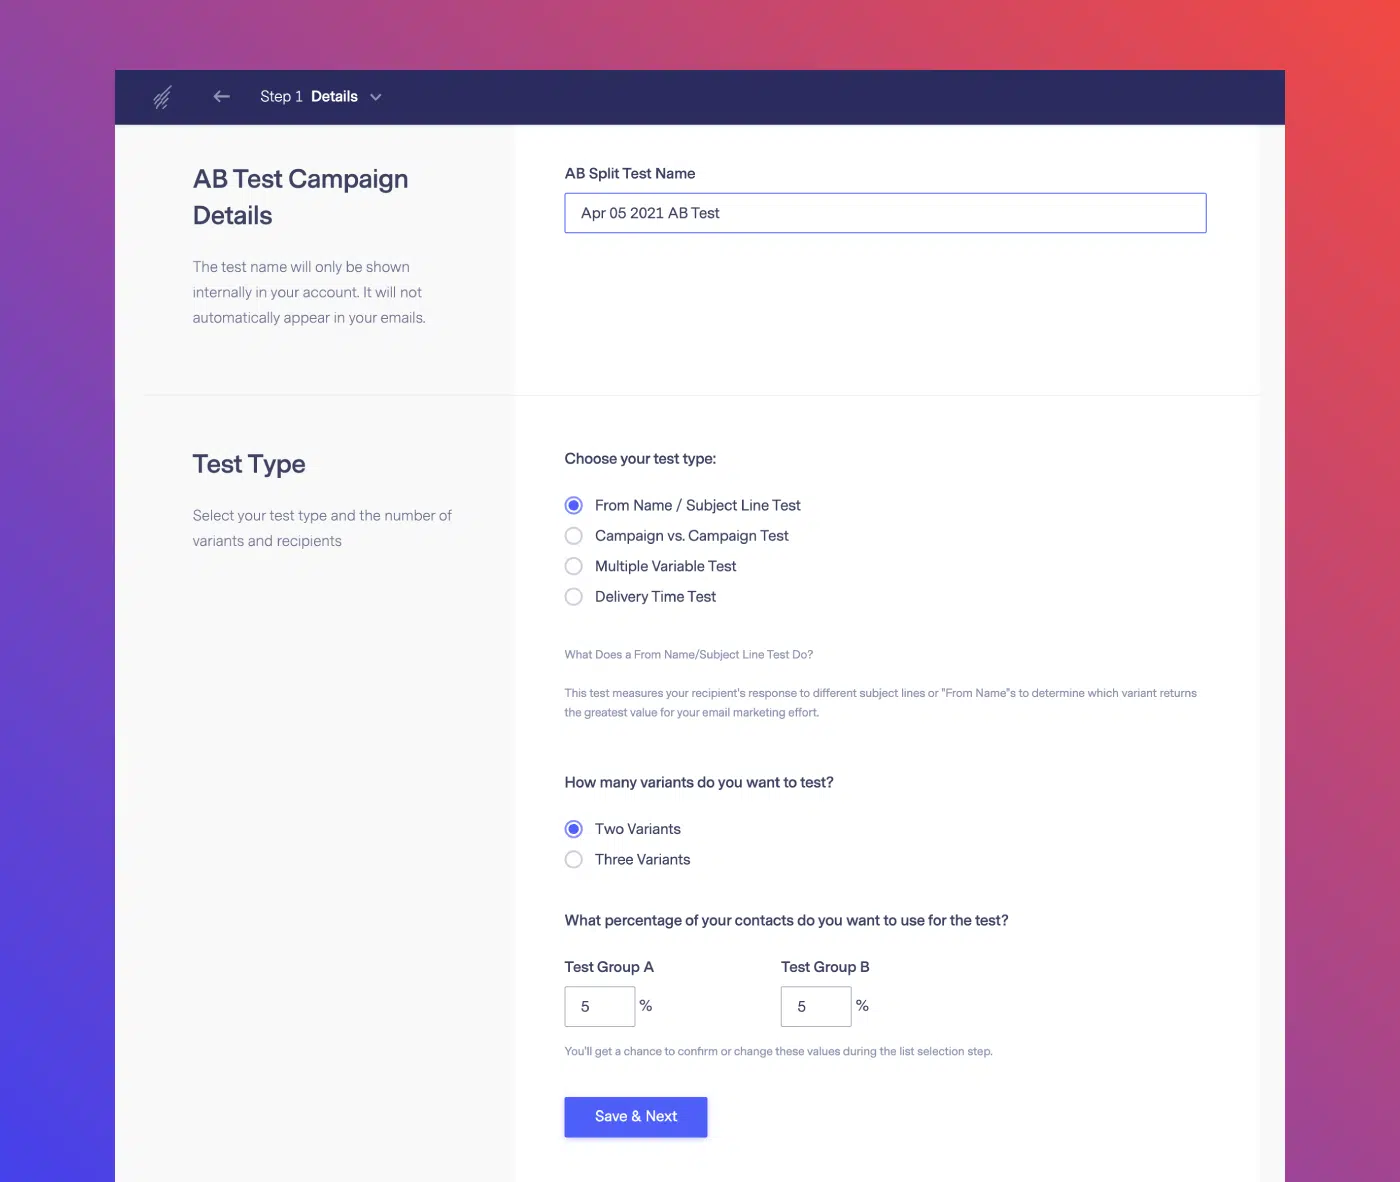 Step 1 Details
AB Test Campaign
Details
The test name will only be shown
internally in your account. It will not
automatically appear in your emails.
AB Split Test Name
Apr 05 2021 AB Test
Test Type
Select your test type and the number of
variants and recipients
Choose your test type:
From Name / Subject Line Test
Campaign vs. Campaign Test
Multiple Variable Test
Delivery Time Test
What Does a From Name/Subject Line Test Do?
This test measures your recipient's response to different subject lines or "From Name"s to determine which variant returns
the greatest value for your email marketing effort.
How many variants do you want to test?
Two Variants
Three Variants
What percentage of your contacts do you want to use for the test?
Test Group A Test Group B
5 % 5 %
You'll get a chance to confirm or change these values during the list selection step.
Save & Next